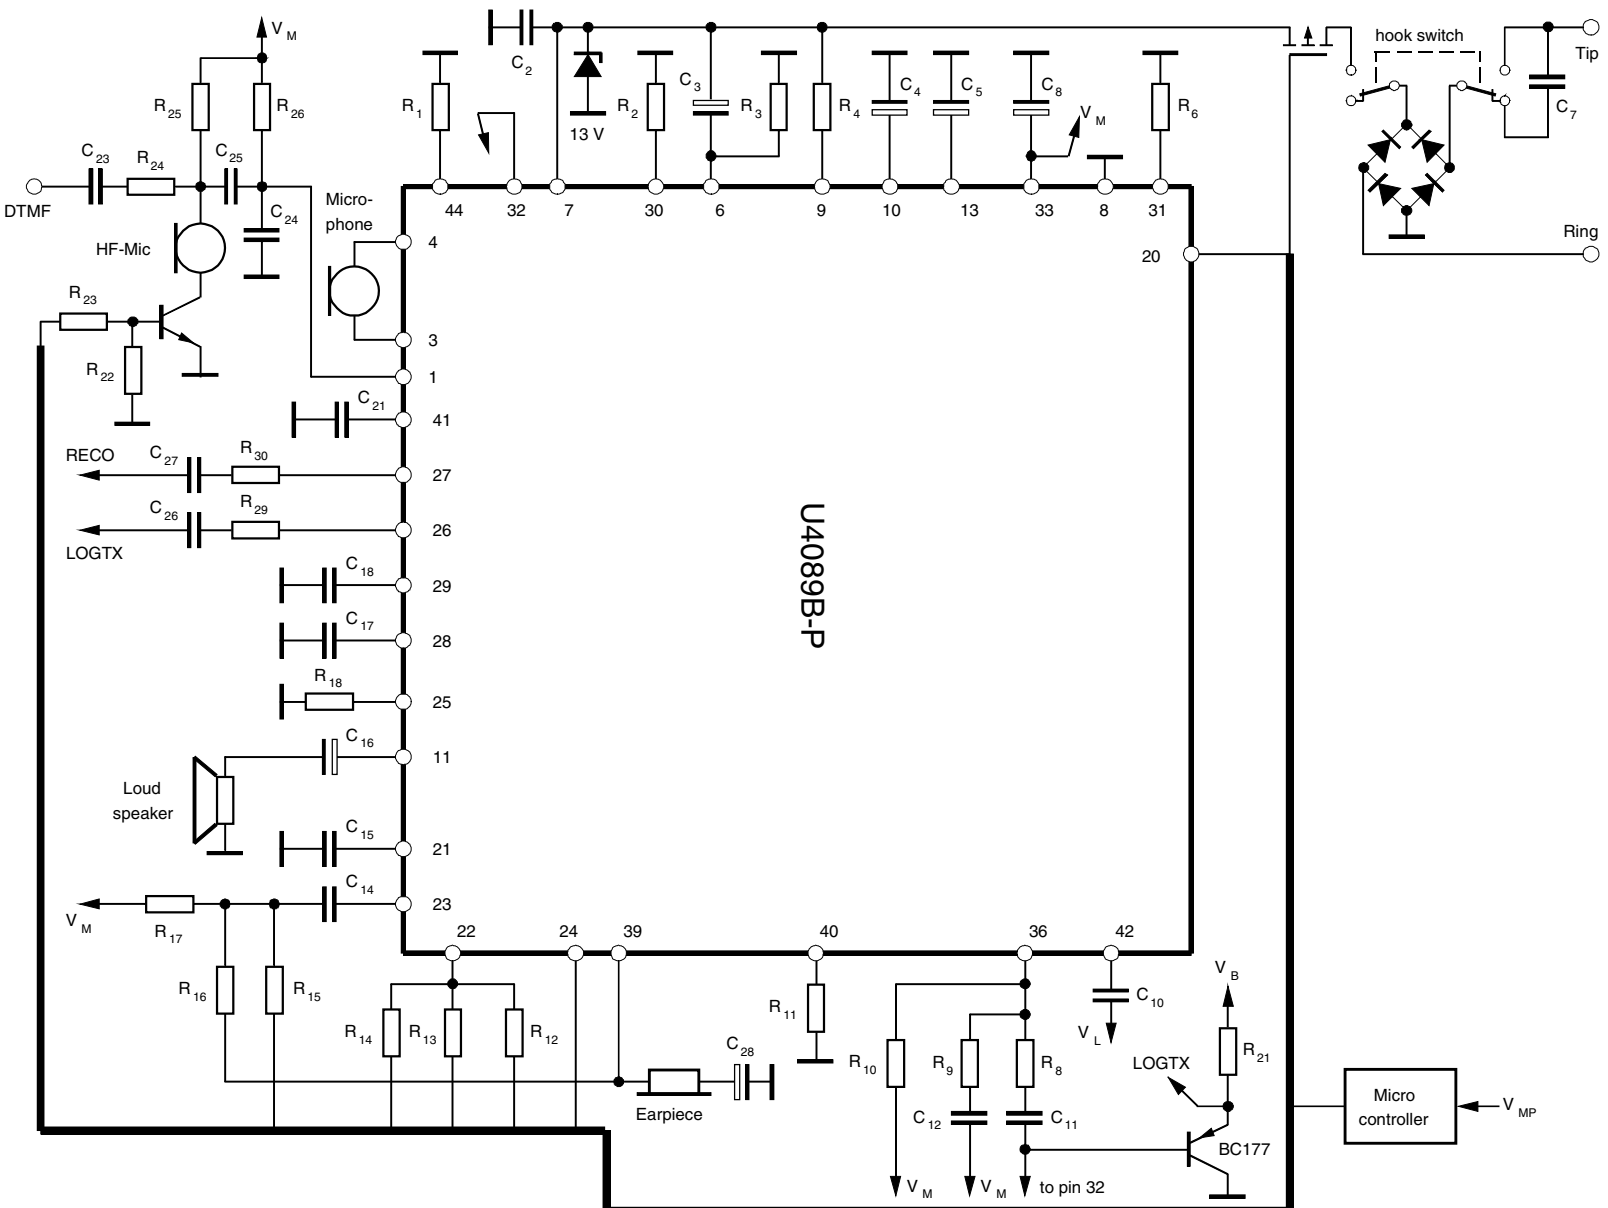 V M
hook switch
Tip
C 2
13 V
R 25
R 26
R 1
R 2
C 3
R 3
R 4
C 4
C 5
C 8
V M
R 6
C 7
C 23
R 24
C 25
DTMF
C 24
HF-Mic
Micro-
phone
44
32
7
30
6
9
10
13
33
8
31
Ring
4
20
R 23
3
R 22
1
C 21
41
RECO
C 27
R 30
27
C 26
R 29
26
LOGTX
U4089B-P
C 18
29
C 17
28
R 18
25
C 16
11
Loud
speaker
C 15
21
C 14
23
V M
R 17
22
24
39
40
36
42
R 16
R 15
R 14
R 13
R 12
R 11
C 10
V L
V B
C 28
Earpiece
R 10
R 9
R 8
LOGTX
R 21
C 12
C 11
BC177
Micro
controller
V MP
V M
V M
to pin 32